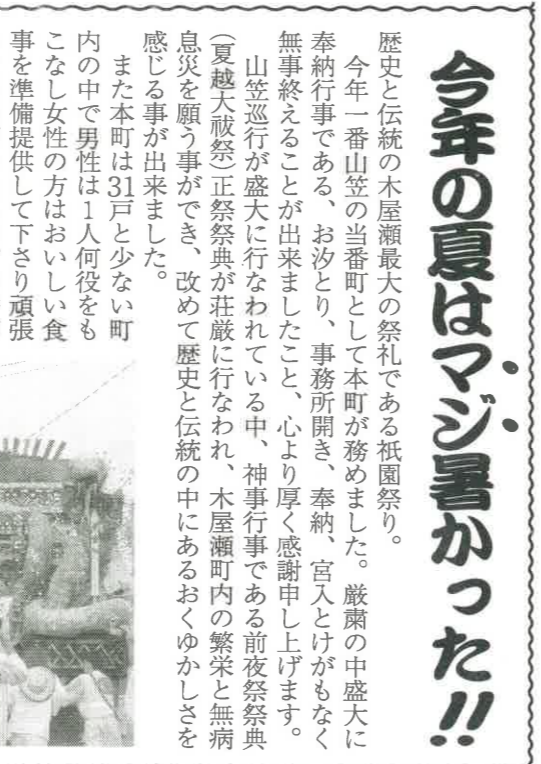 今年の夏はマジ暑かった!!
歴史と伝統の木屋瀬最大の祭礼である祇園祭り。
今年一番山笠の当番町として本町が務めました。厳粛の中盛大に
奉納行事である、お汐とり、事務所開き、奉納、宮入とけがもなく
無事終えることが出来ましたこと、心より厚く感謝申し上げます。
山笠巡行が盛大に行なわれている中、神事行事である前夜祭祭典
(夏越大祓祭)正祭祭典が荘厳に行なわれ、木屋瀬町内の繁栄と無病
息災を願う事ができ、改めて歴史と伝統の中にあるおくゆかしさを
感じる事が出来ました。
また本町は31戸と少ない町
内の中で男性は1人何役をも
こなし女性の方はおいしい食
事を準備提供して下さり頑張